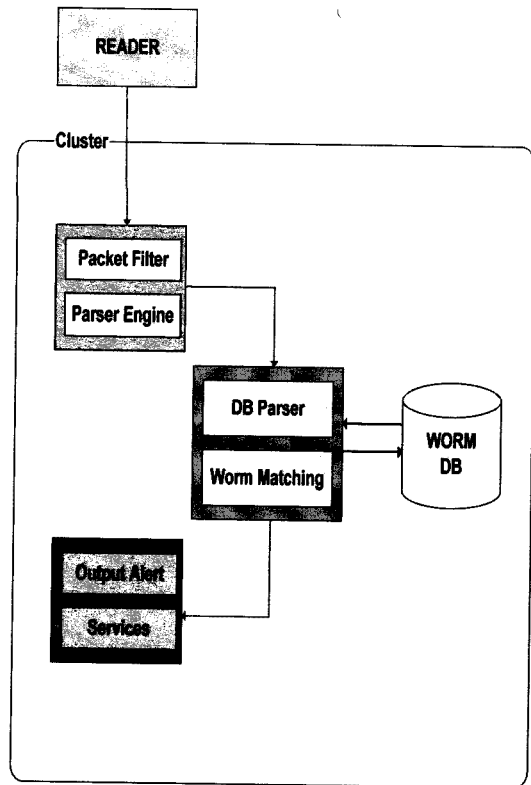 READER
Cluster
Packet Filter
Parser Engine
DB Parser
Worm Matching
WORM
DB
Output Alert
Services